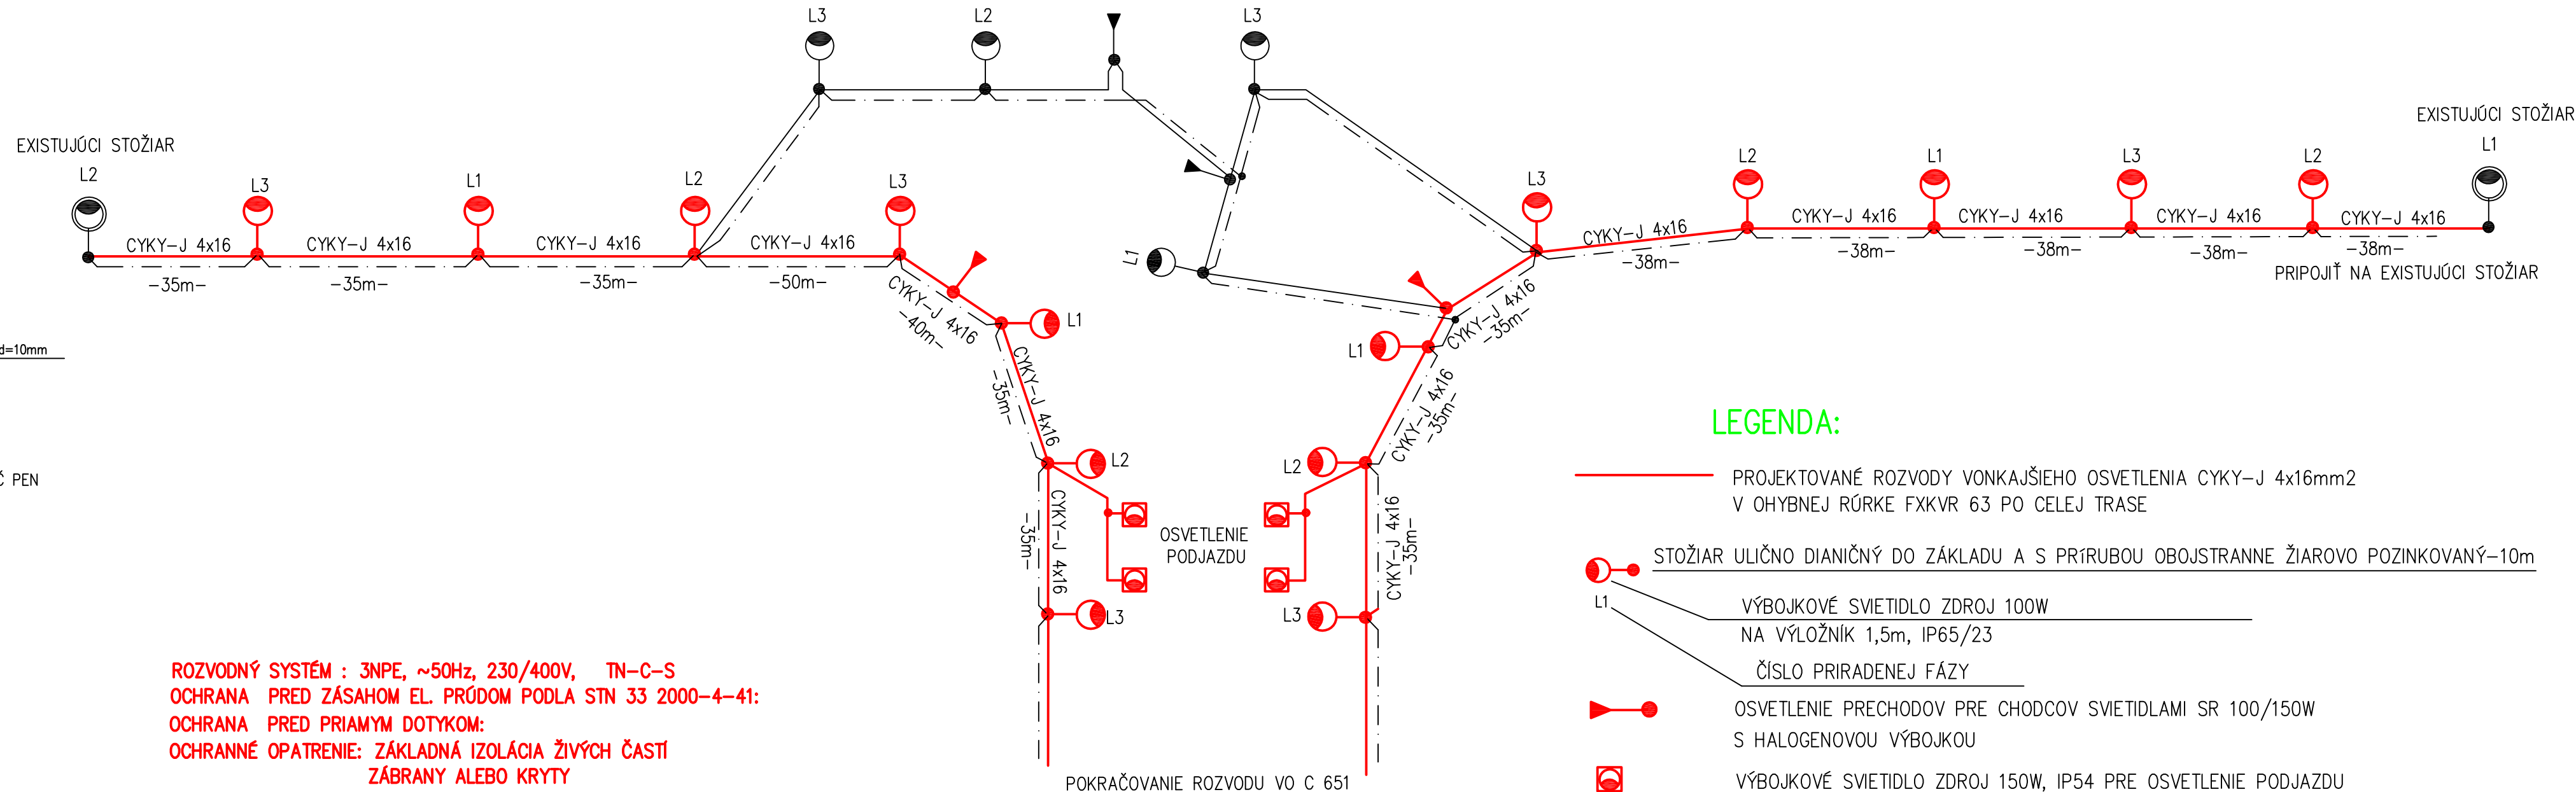 L3
L2
L3
EXISTUJÚCI STOŽIAR
L2
L3
L1
L2
L3
L1
L3
L2
L1
L3
L2
EXISTUJÚCI STOŽIAR
L1
CYKY-J 4x16
CYKY-J 4x16
CYKY-J 4x16
CYKY-J 4x16
CYKY-J 4x16
CYKY-J 4x16
CYKY-J 4x16
CYKY-J 4x16
CYKY-J 4x16
-35m-
-35m-
-35m-
-50m-
-38m-
-38m-
-38m-
-38m-
-38m-
PRIPOJIŤ NA EXISTUJÚCI STOŽIAR
CYKY-J 4x16
-40m-
L1
CYKY-J 4x16
-35m-
L1
CYKY-J 4x16
-35m-
CYKY-J 4x16
-35m-
d=10mm
Č PEN
L2
L2
CYKY-J 4x16
-35m-
CYKY-J 4x16
-35m-
OSVETLENIE
PODJAZDU
L3
L3
ROZVODNÝ SYSTÉM : 3NPE, ~50Hz, 230/400V, TN-C-S
OCHRANA PRED ZÁSAHOM EL. PRÚDOM PODLA STN 33 2000-4-41:
OCHRANA PRED PRIAMYM DOTYKOM:
OCHRANNÉ OPATRENIE: ZÁKLADNÁ IZOLÁCIA ŽIVÝCH ČASTÍ
ZÁBRANY ALEBO KRYTY
POKRAČOVANIE ROZVODU VO C 651
LEGENDA:
PROJEKTOVANÉ ROZVODY VONKAJŠIEHO OSVETLENIA CYKY-J 4x16mm2
V OHYBNEJ RÚRKE FXKVR 63 PO CELEJ TRASE
STOŽIAR ULIČNO DIANIČNÝ DO ZÁKLADU A S PRÍRUBOU OBOJSTRANNE ŽIAROVO POZINKOVANÝ-10m
L1
VÝBOJKOVÉ SVIETIDLO ZDROJ 100W
NA VÝLOŽNÍK 1,5m, IP65/23
ČÍSLO PRIRADENEJ FÁZY
OSVETLENIE PRECHODOV PRE CHODCOV SVIETIDLAMI SR 100/150W
S HALOGENOVOU VÝBOJKOU
VÝBOJKOVÉ SVIETIDLO ZDROJ 150W, IP54 PRE OSVETLENIE PODJAZDU